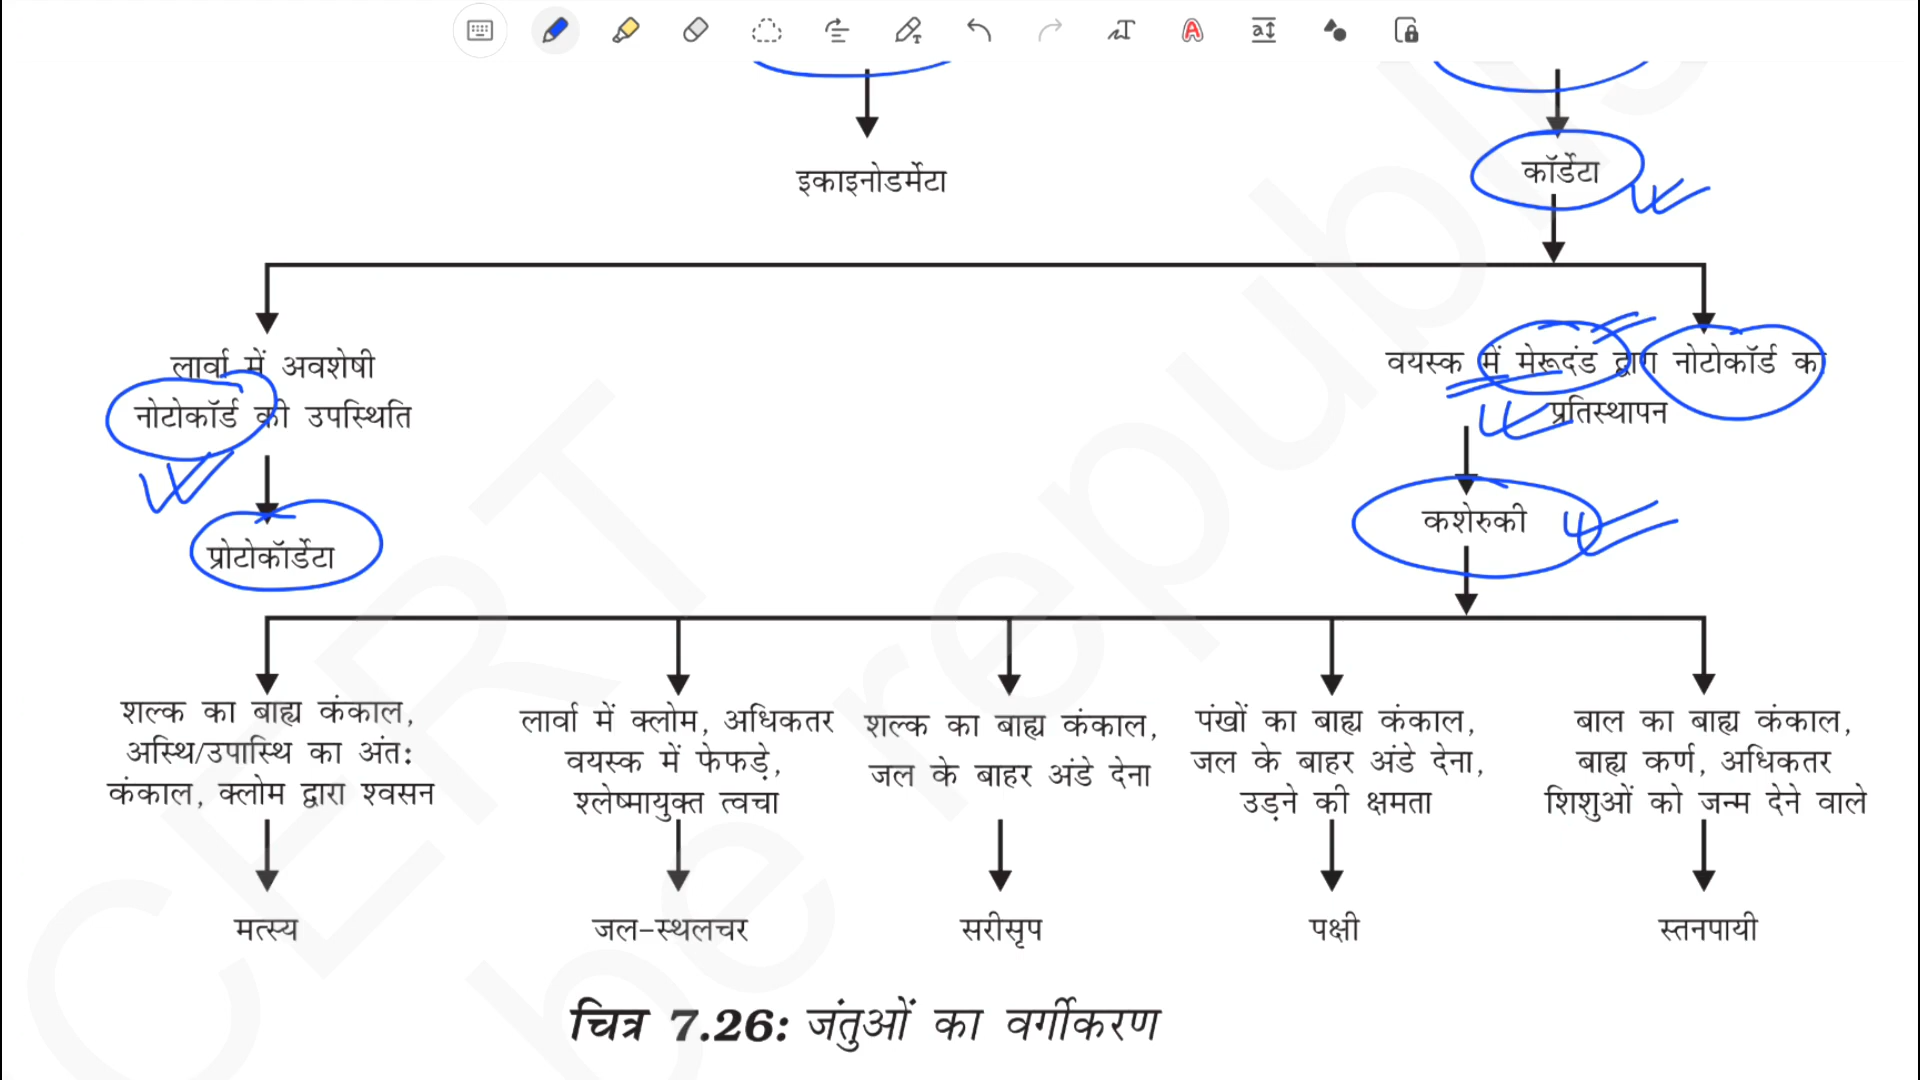 इकाइनोडर्मेटा
कॉर्डेटा
लार्वा में अवशेषी
नोटोकॉर्ड की उपस्थिति
वयस्क में मेरूदंड द्वारा नोटोकॉर्ड का
प्रतिस्थापन
प्रोटोकॉर्डेटा
कशेरुकी
शल्क का बाह्य कंकाल,
अस्थि/उपास्थि का अंत:
कंकाल, क्लोम द्वारा श्वसन
लार्वा में क्लोम, अधिकतर
वयस्क में फेफड़े,
श्लेष्मायुक्त त्वचा
शल्क का बाह्य कंकाल,
जल के बाहर अंडे देना
पंखों का बाह्य कंकाल,
जल के बाहर अंडे देना,
उड़ने की क्षमता
बाल का बाह्य कंकाल,
बाह्य कर्ण, अधिकतर
शिशुओं को जन्म देने वाले
मत्स्य
जल-स्थलचर
सरीसृप
पक्षी
स्तनपायी
चित्र 7.26: जंतुओं का वर्गीकरण